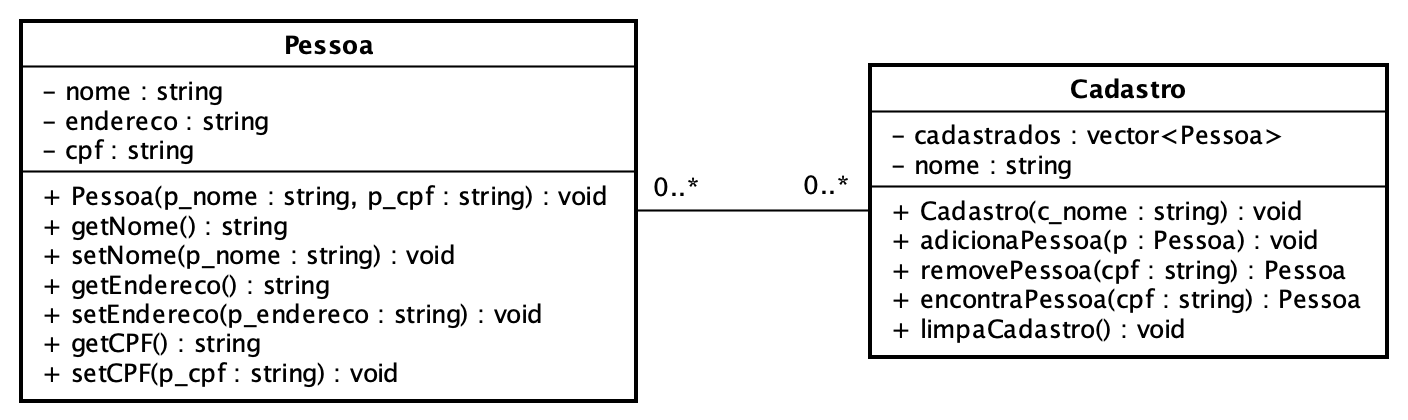 Pessoa
– nome : string
– endereco : string
– cpf : string
+ Pessoa(p_nome : string, p_cpf : string) : void
+ getNome() : string
+ setNome(p_nome : string) : void
+ getEndereco() : string
+ setEndereco(p_endereco : string) : void
+ getCPF() : string
+ setCPF(p_cpf : string) : void
0..*
0..*
Cadastro
– cadastrados : vector<Pessoa>
– nome : string
+ Cadastro(c_nome : string) : void
+ adicionaPessoa(p : Pessoa) : void
+ removePessoa(cpf : string) : Pessoa
+ encontraPessoa(cpf : string) : Pessoa
+ limpaCadastro() : void